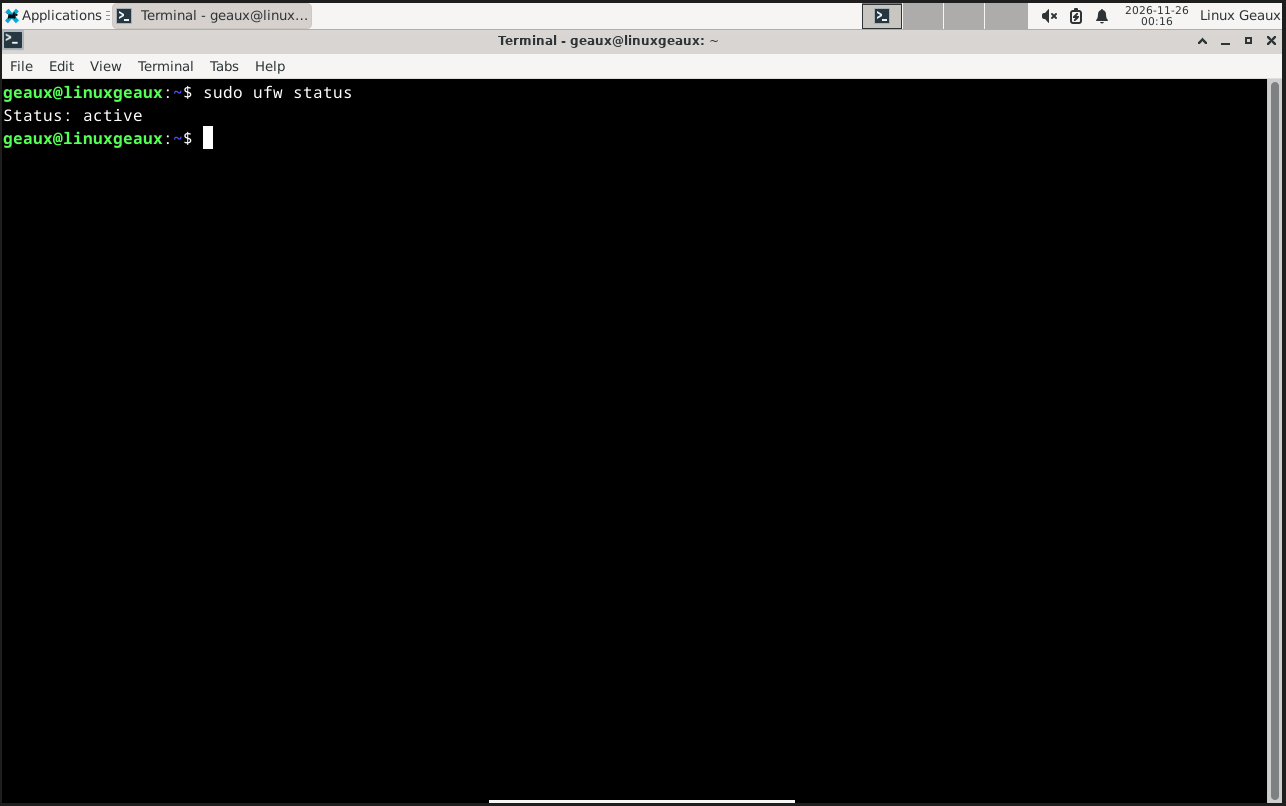 Applications Terminal - geaux@linux... 2026-11-26 Linux Geaux
00:16
Terminal - geaux@linuxgeaux: ~
File Edit View Terminal Tabs Help
geaux@linuxgeaux:~$ sudo ufw status
Status: active
geaux@linuxgeaux:~$